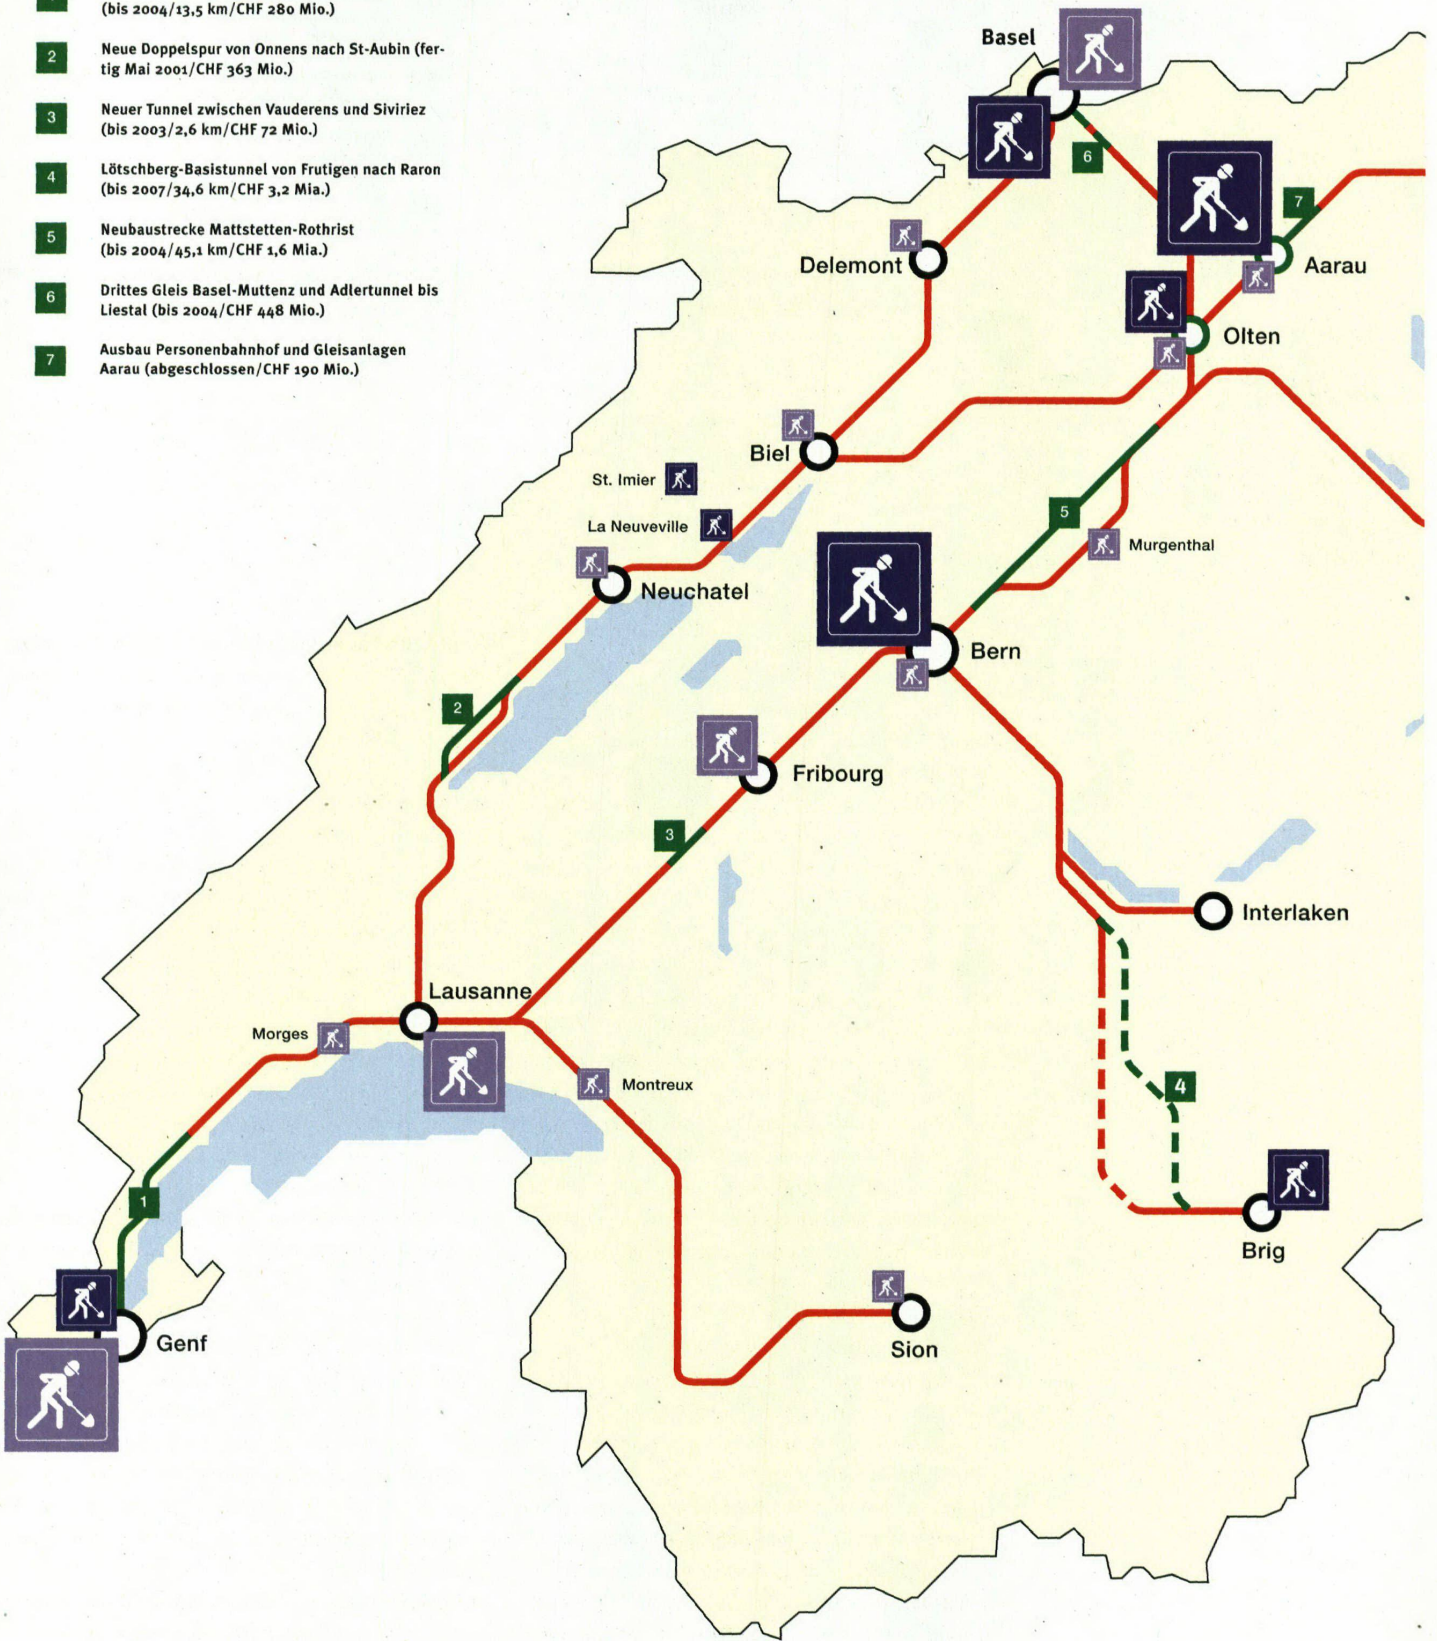 (bis 2004/13,5 km/CHF 280 Mio.)
2
Neue Doppelspur von Onnens nach St-Aubin (fer-
tig Mai 2001/CHF 363 Mio.)
3
Neuer Tunnel zwischen Vauderens und Siviriez
(bis 2003/2,6 km/CHF 72 Mio.)
4
Lötschberg-Basistunnel von Frutigen nach Raron
(bis 2007/34,6 km/CHF 3,2 Mia.)
5
Neubaustrecke Mattstetten-Rothrist
(bis 2004/45,1 km/CHF 1,6 Mia.)
6
Drittes Gleis Basel-Muttenz und Adlertunnel bis
Liestal (bis 2004/CHF 448 Mio.)
7
Ausbau Personenbahnhof und Gleisanlagen
Aarau (abgeschlossen/CHF 190 Mio.)
Basel
6
7
Delemont
Aarau
Olten
Biel
St. Imier
La Neuveville
5
Murgenthal
Neuchatel
Bern
2
Fribourg
3
Interlaken
Lausanne
Morges
Montreux
4
1
Brig
Genf
Sion